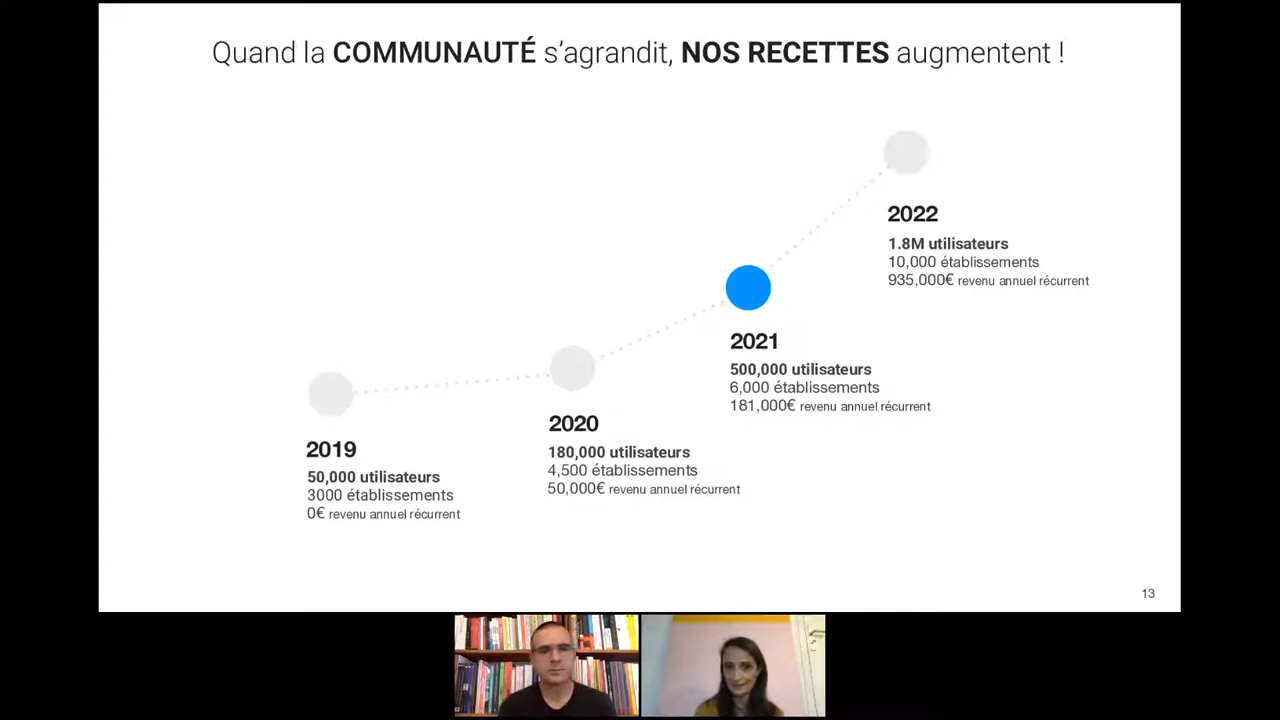 Quand la COMMUNAUTÉ s'agrandit, NOS RECETTES augmentent !
2019
50,000 utilisateurs
3000 établissements
0€ revenu annuel récurrent
2020
180,000 utilisateurs
4,500 établissements
50,000€ revenu annuel récurrent
2021
500,000 utilisateurs
6,000 établissements
181,000€ revenu annuel récurrent
2022
1.8M utilisateurs
10,000 établissements
935,000€ revenu annuel récurrent
13